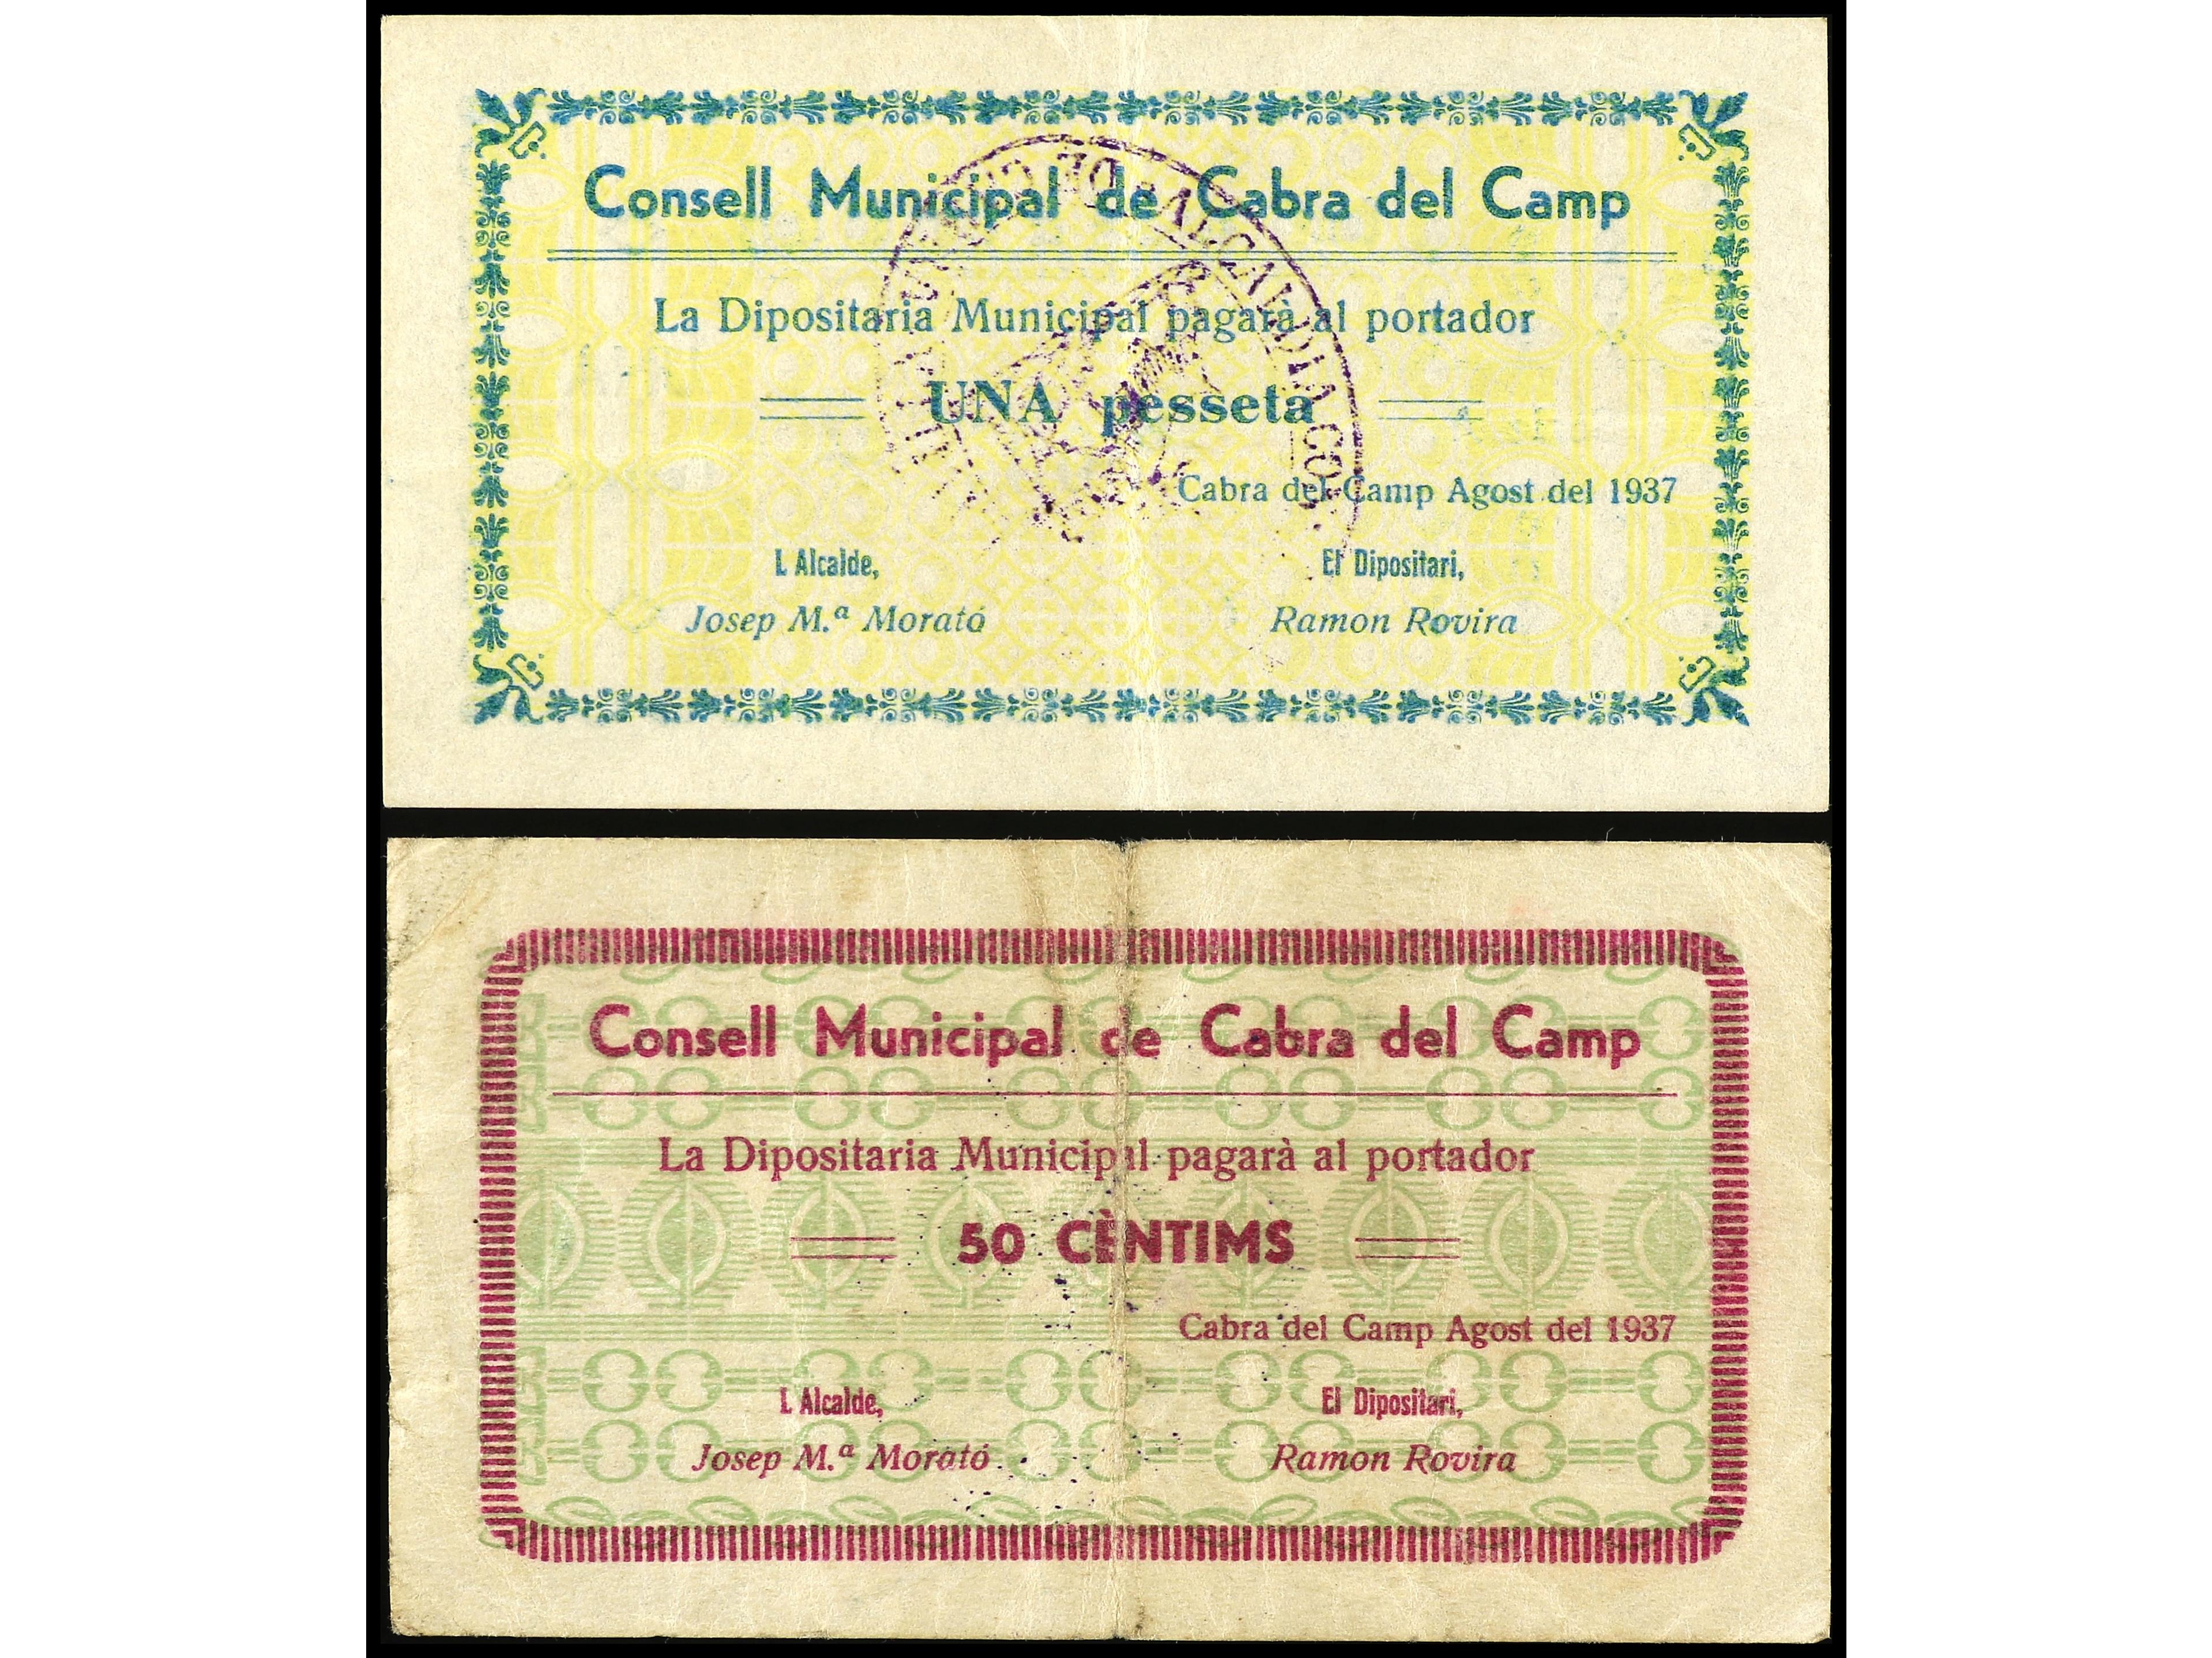 Consell Municipal de Cabra del Camp
La Dipositaria Municipal pagarà al portador
UNA pesseta
Cabra del Camp Agost del 1937
L Alcalde, El Dipositari,
Josep M.ª Morató Ramon Rovira
ALCALDIA CO
Consell Municipal de Cabra del Camp
La Dipositaria Municipal pagarà al portador
50 CÈNTIMS
Cabra del Camp Agost del 1937
L Alcalde, El Dipositari,
Josep M.ª Morató Ramon Rovira